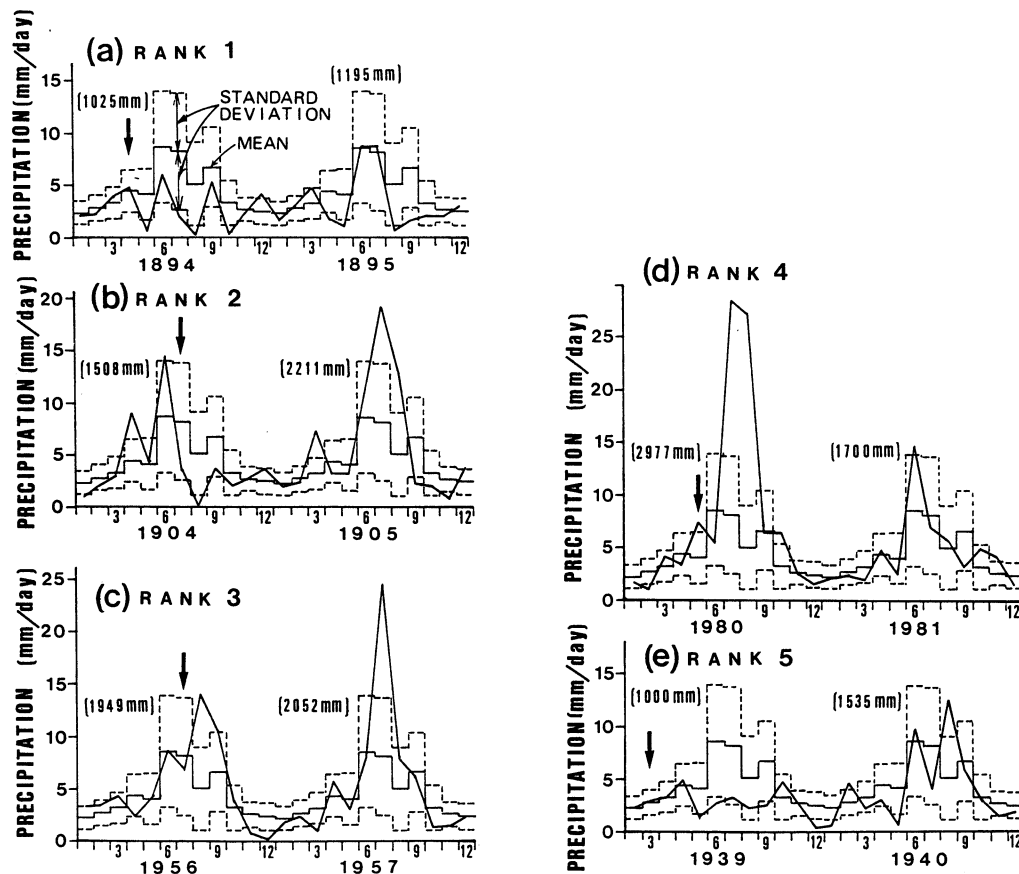 (a) RANK 1
PRECIPITATION (mm/day)
15
10
5
0
(1025mm)
(1195mm)
STANDARD
DEVIATION
MEAN
3 6 9 12 3 6 9 12
1894 1895
(b) RANK 2
PRECIPITATION (mm/day)
20
15
10
5
0
(1508mm)
(2211mm)
3 6 9 12 3 6 9 12
1904 1905
(c) RANK 3
PRECIPITATION (mm/day)
25
20
15
10
5
0
(1949mm)
(2052mm)
3 6 9 12 3 6 9 12
1956 1957
(d) RANK 4
PRECIPITATION (mm/day)
25
20
15
10
5
0
(2977mm)
(1700mm)
3 6 9 12 3 6 9 12
1980 1981
(e) RANK 5
PRECIPITATION (mm/day)
15
10
5
0
(1000mm)
(1535mm)
3 6 9 12 3 6 9 12
1939 1940